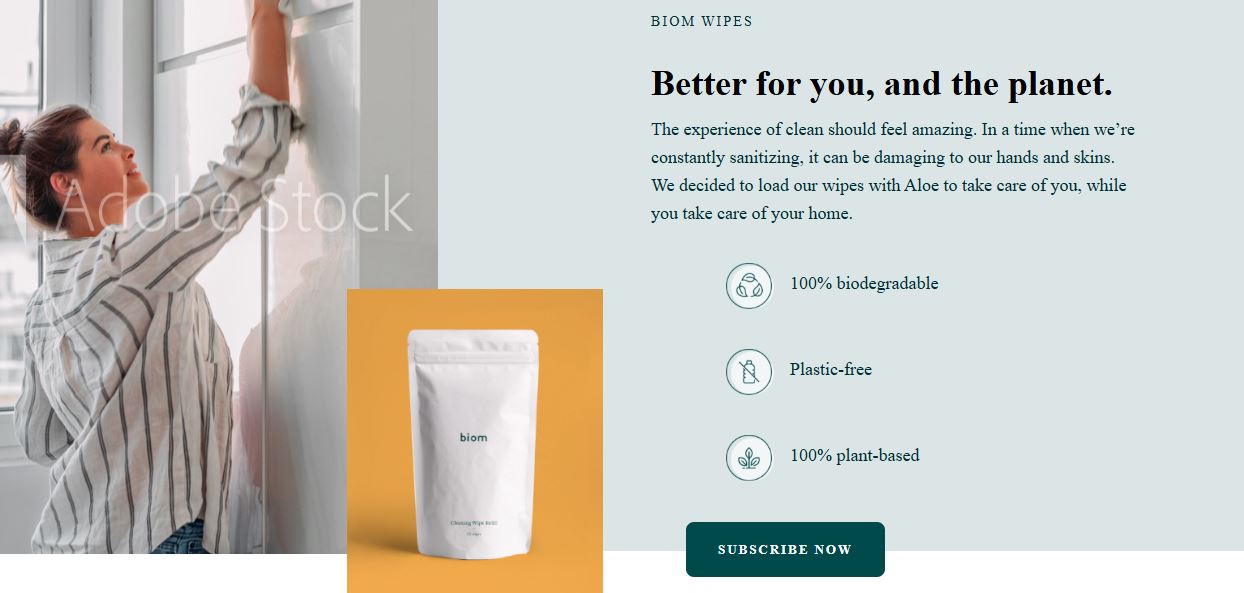 BIOM WIPES
Better for you, and the planet.
The experience of clean should feel amazing. In a time when we’re
constantly sanitizing, it can be damaging to our hands and skins.
We decided to load our wipes with Aloe to take care of you, while
you take care of your home.
100% biodegradable
Plastic-free
100% plant-based
SUBSCRIBE NOW
Adobe Stock
biom
Cleaning Wipe Refill